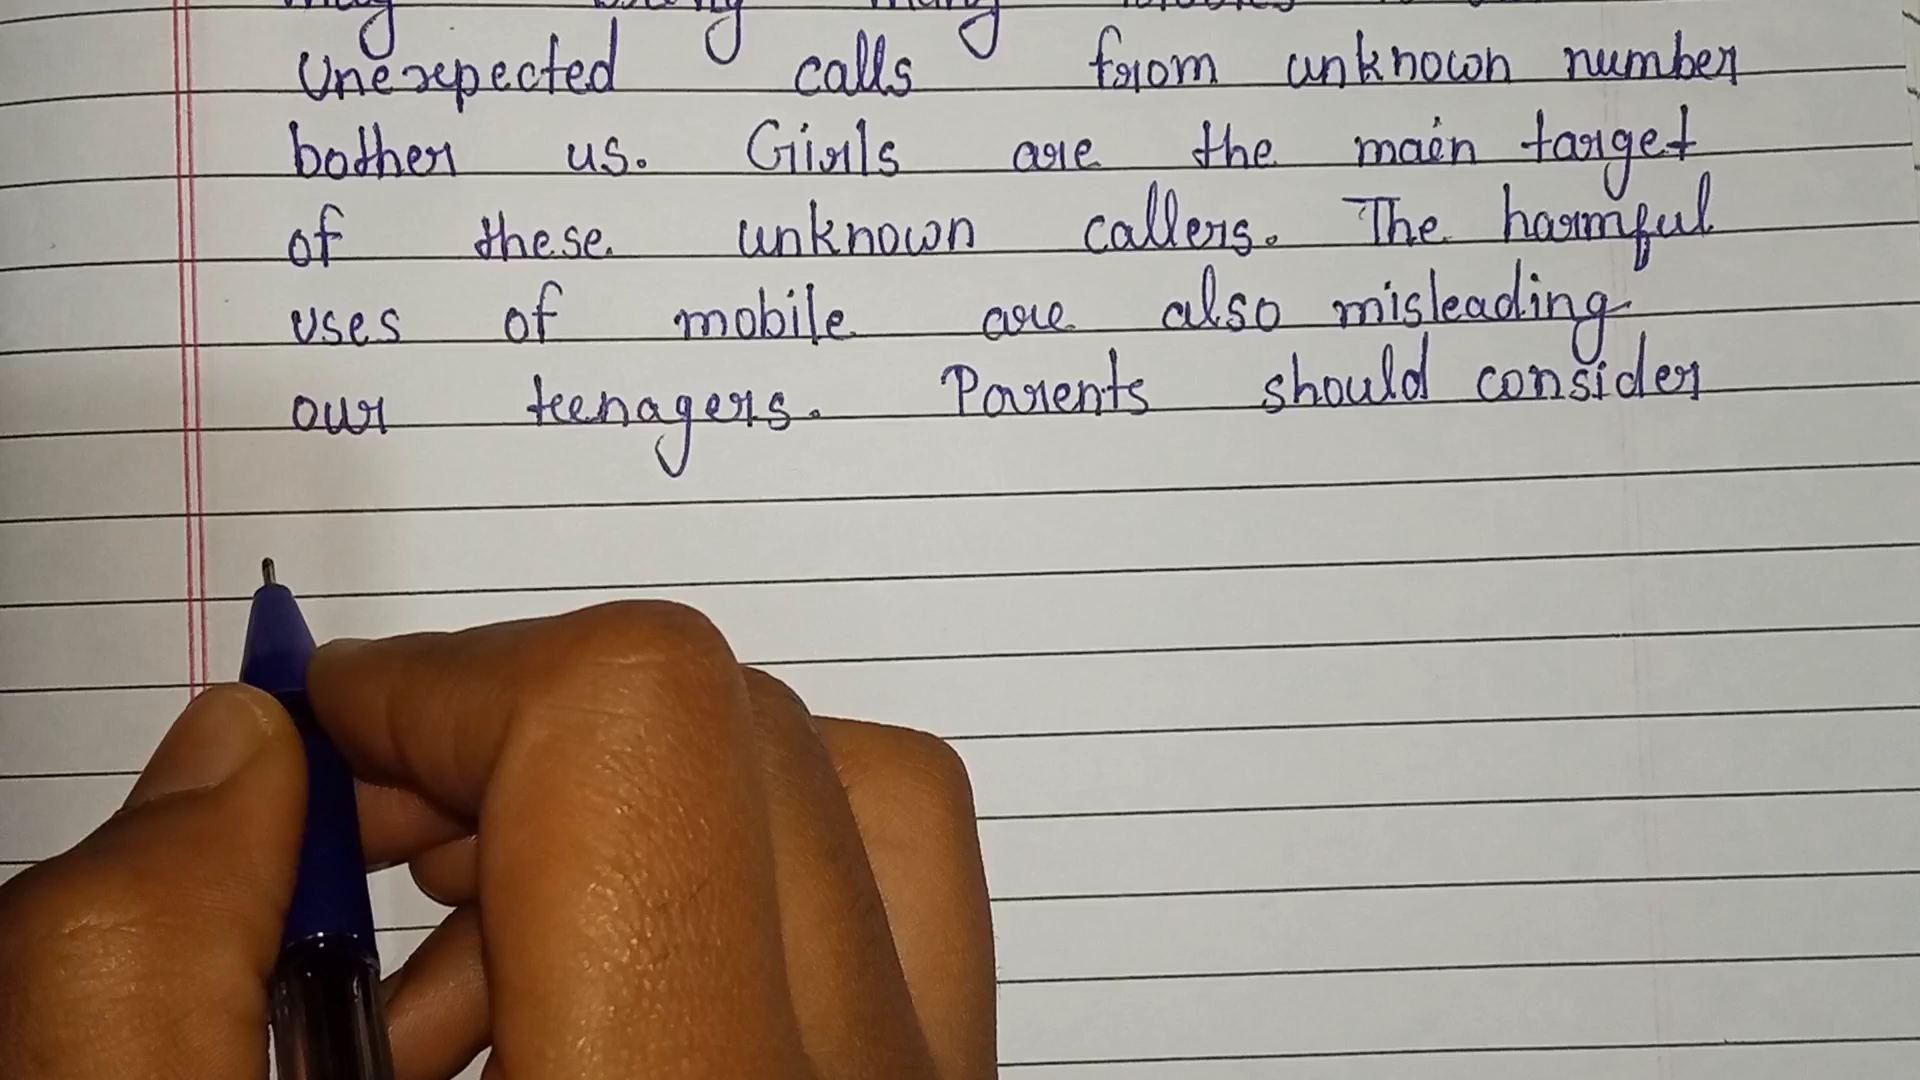 Unexepected calls from unknown number
bother us. Girls are the main target
of these unknown callers. The harmful
uses of mobile are also misleading
our teenagers. Parents should consider